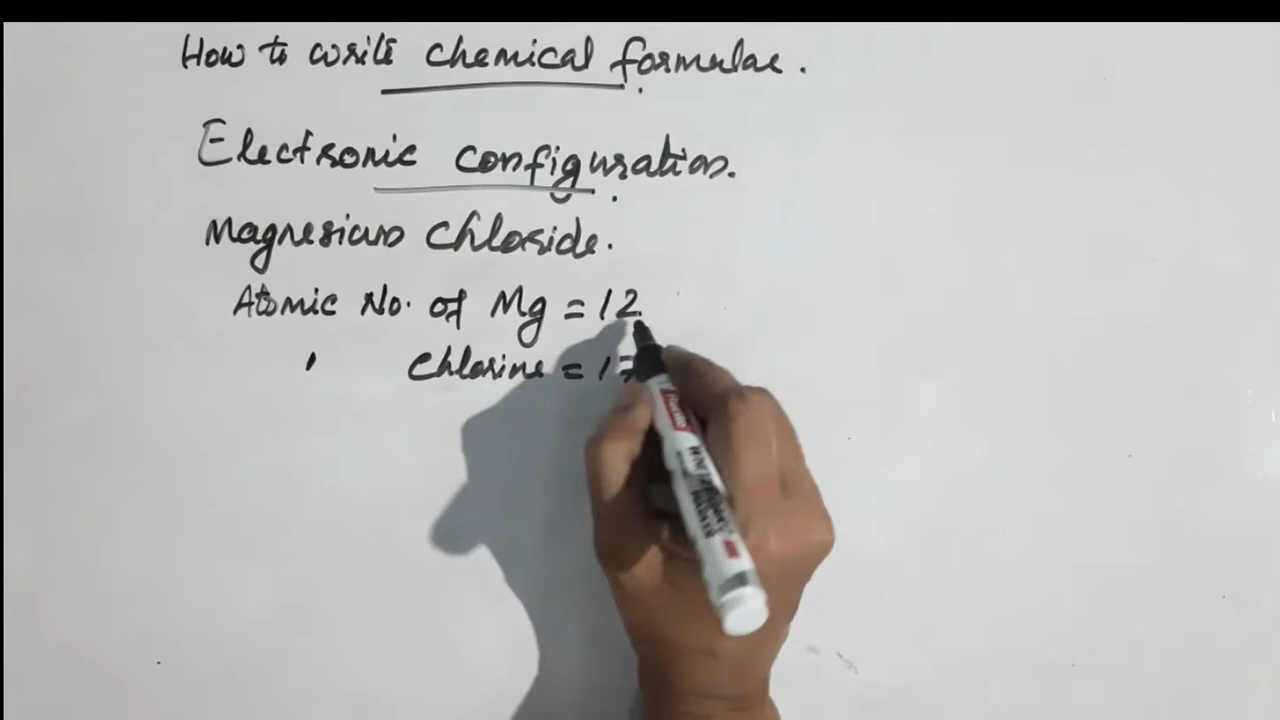 How to write chemical formulae.
Electronic configuration.
Magnesium Chloride.
Atomic No. of Mg = 12
" Chlorine = 17